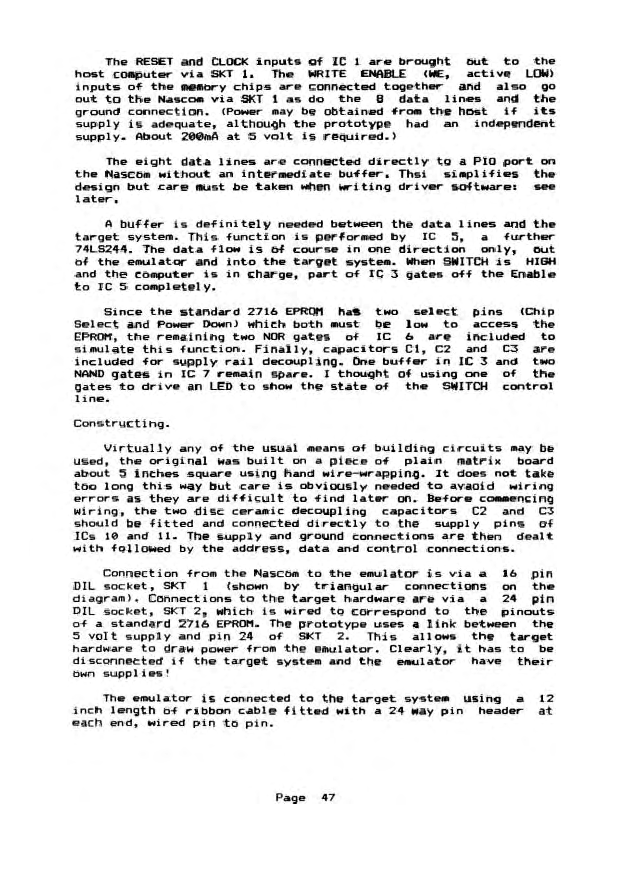 The RESET and CLOCK inputs of IC 1 are brought out to the
host computer via SKT 1. The WRITE ENABLE (WE, active LOW)
inputs of the memory chips are connected together and also go
out to the Nascom via SKT 1 as do the 8 data lines and the
ground connection. (Power may be obtained from the host if its
supply is adequate, although the prototype had an independent
supply. About 200mA at 5 volt is required.)
The eight data lines are connected directly to a PIO port on
the Nascom without an intermediate buffer. Thsi simplifies the
design but care must be taken when writing driver software: see
later.
A buffer is definitely needed between the data lines and the
target system. This function is performed by IC 5, a further
74LS244. The data flow is of course in one direction only, out
of the emulator and into the target system. When SWITCH is HIGH
and the computer is in charge, part of IC 3 gates off the Enable
to IC 5 completely.
Since the standard 2716 EPROM has two select pins (Chip
Select and Power Down) which both must be low to access the
EPROM, the remaining two NOR gates of IC 6 are included to
simulate this function. Finally, capacitors C1, C2 and C3 are
included for supply rail decoupling. One buffer in IC 3 and two
NAND gates in IC 7 remain spare. I thought of using one of the
gates to drive an LED to show the state of the SWITCH control
line.
Constructing.
Virtually any of the usual means of building circuits may be
used, the original was built on a piece of plain matrix board
about 5 inches square using hand wire-wrapping. It does not take
too long this way but care is obviously needed to avaoid wiring
errors as they are difficult to find later on. Before commencing
wiring, the two disc ceramic decoupling capacitors C2 and C3
should be fitted and connected directly to the supply pins of
ICs 10 and 11. The supply and ground connections are then dealt
with followed by the address, data and control connections.
Connection from the Nascom to the emulator is via a 16 pin
DIL socket, SKT 1 (shown by triangular connections on the
diagram). Connections to the target hardware are via a 24 pin
DIL socket, SKT 2, which is wired to correspond to the pinouts
of a standard 2716 EPROM. The prototype uses a link between the
5 volt supply and pin 24 of SKT 2. This allows the target
hardware to draw power from the emulator. Clearly, it has to be
disconnected if the target system and the emulator have their
own supplies!
The emulator is connected to the target system using a 12
inch length of ribbon cable fitted with a 24 way pin header at
each end, wired pin to pin.
Page 47